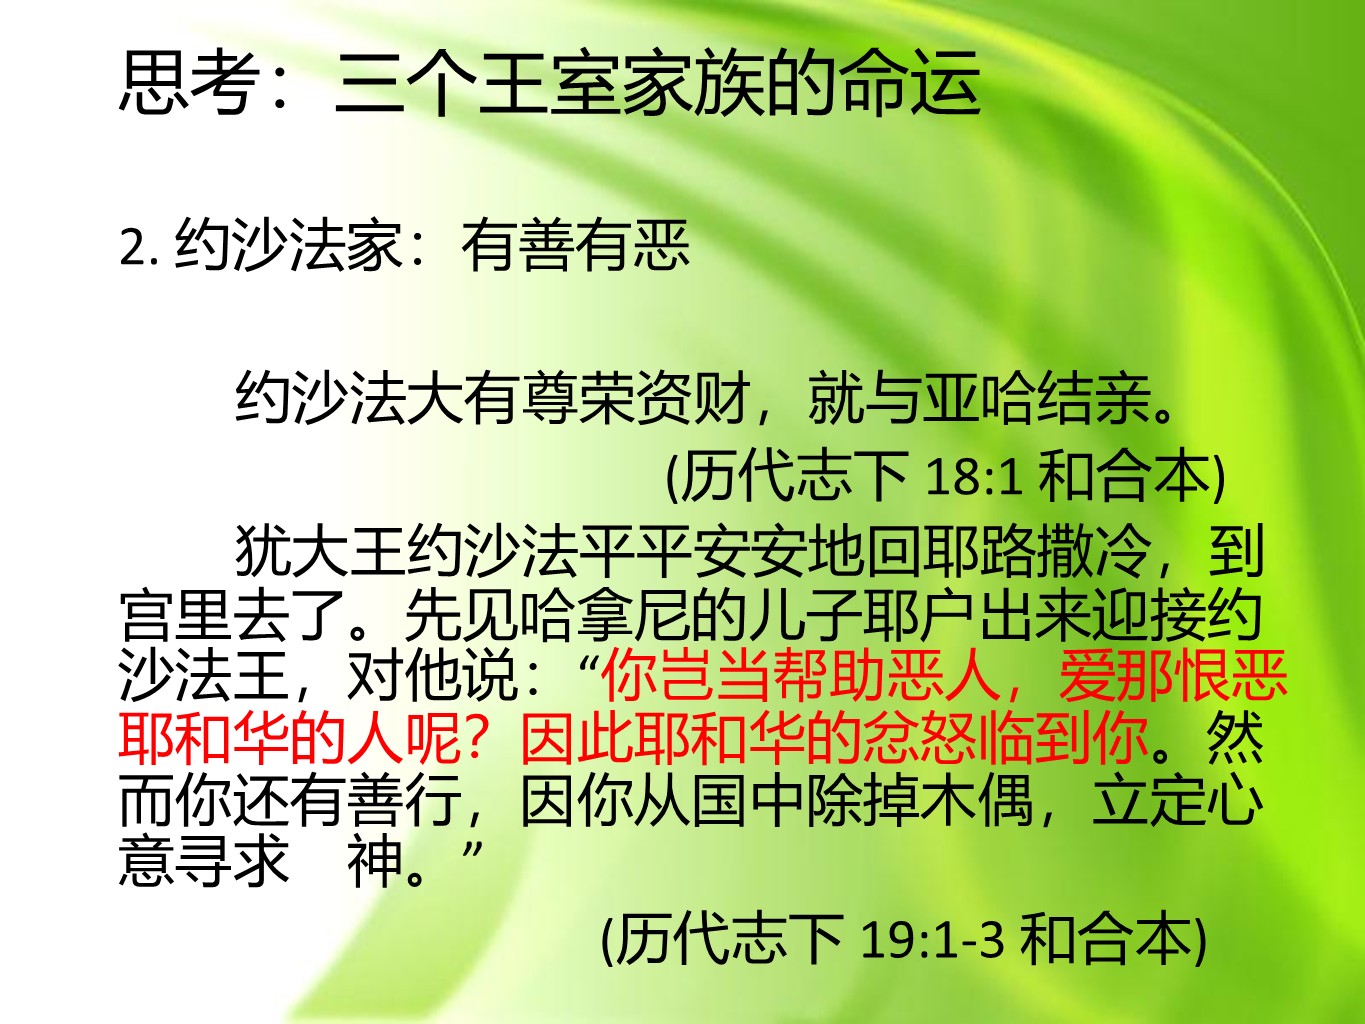 思考：三个王室家族的命运
2. 约沙法家：有善有恶
约沙法大有尊荣资财，就与亚哈结亲。
(历代志下 18:1 和合本)
犹大王约沙法平平安安地回耶路撒冷，到
宫里去了。先见哈拿尼的儿子耶户出来迎接约
沙法王，对他说：“你岂当帮助恶人，爱那恨恶
耶和华的人呢？因此耶和华的忿怒临到你。然
而你还有善行，因你从国中除掉木偶，立定心
意寻求　神。”
(历代志下 19:1-3 和合本)